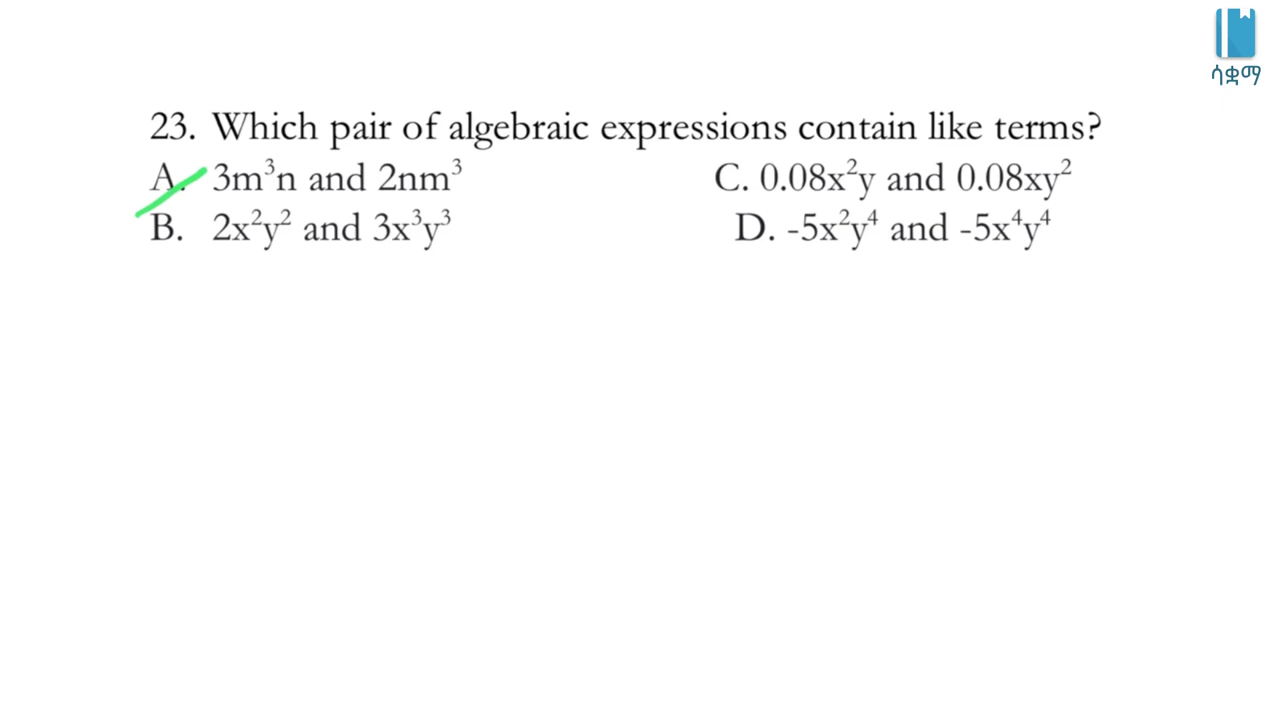 ሳቋማ
23. Which pair of algebraic expressions contain like terms?
A. 3m³n and 2nm³ C. 0.08x²y and 0.08xy²
B. 2x²y² and 3x³y³ D. -5x²y⁴ and -5x⁴y⁴